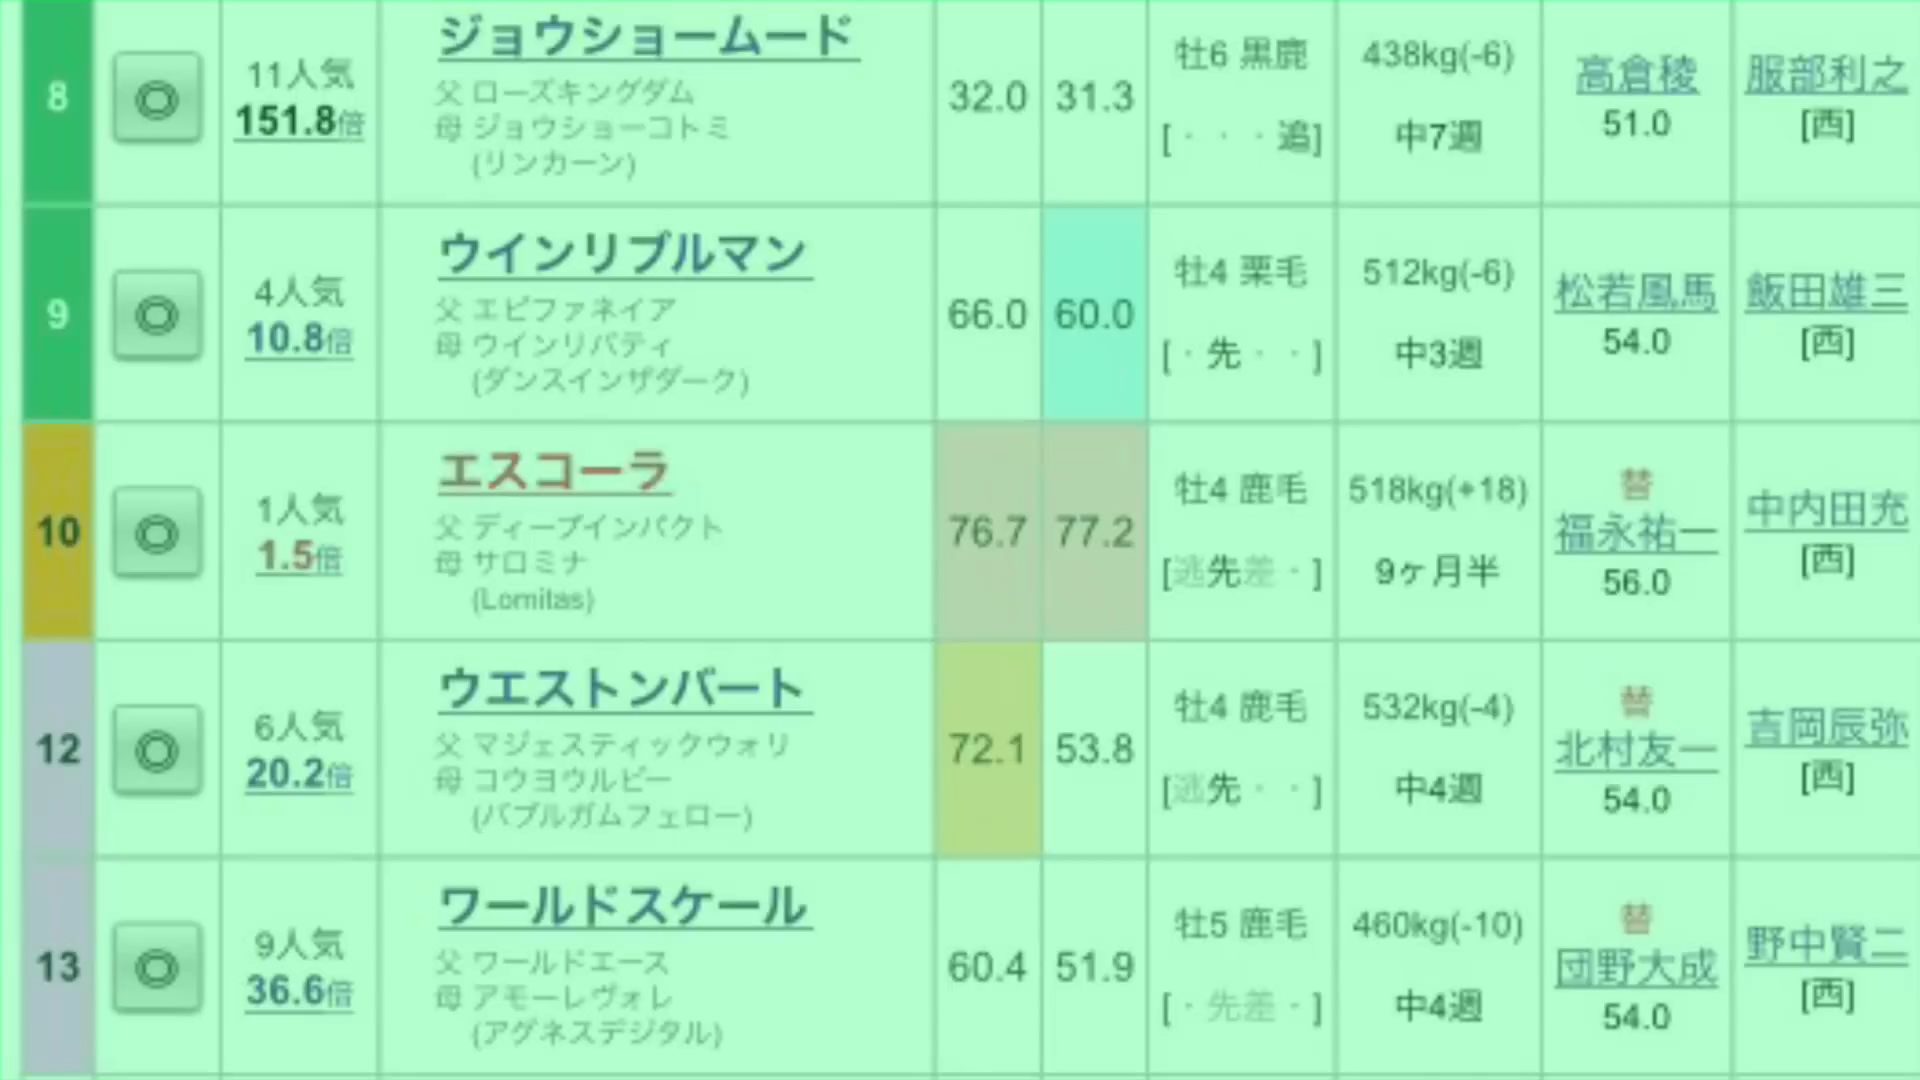 8
◎
11人気
151.8倍
ジョウショームード
父 ローズキングダム
母 ジョウショーコトミ
(リンカーン)
32.0
31.3
牡6 黒鹿
[・・・追]
438kg(-6)
中7週
高倉稜
51.0
服部利之
[西]
9
◎
4人気
10.8倍
ウインリブルマン
父 エピファネイア
母 ウインリバティ
(ダンスインザダーク)
66.0
60.0
牡4 栗毛
[・先・・]
512kg(-6)
中3週
松若風馬
54.0
飯田雄三
[西]
10
◎
1人気
1.5倍
エスコーラ
父 ディープインパクト
母 サロミナ
(Lomitas)
76.7
77.2
牡4 鹿毛
[逃先差・]
518kg(+18)
9ヶ月半
替
福永祐一
56.0
中内田充
[西]
12
◎
6人気
20.2倍
ウエストンバート
父 マジェスティックウォリ
母 コウヨウルビー
(バブルガムフェロー)
72.1
53.8
牡4 鹿毛
[逃先・・]
532kg(-4)
中4週
替
北村友一
54.0
吉岡辰弥
[西]
13
◎
9人気
36.6倍
ワールドスケール
父 ワールドエース
母 アモーレヴォレ
(アグネスデジタル)
60.4
51.9
牡5 鹿毛
[・先差・]
460kg(-10)
中4週
替
団野大成
54.0
野中賢二
[西]